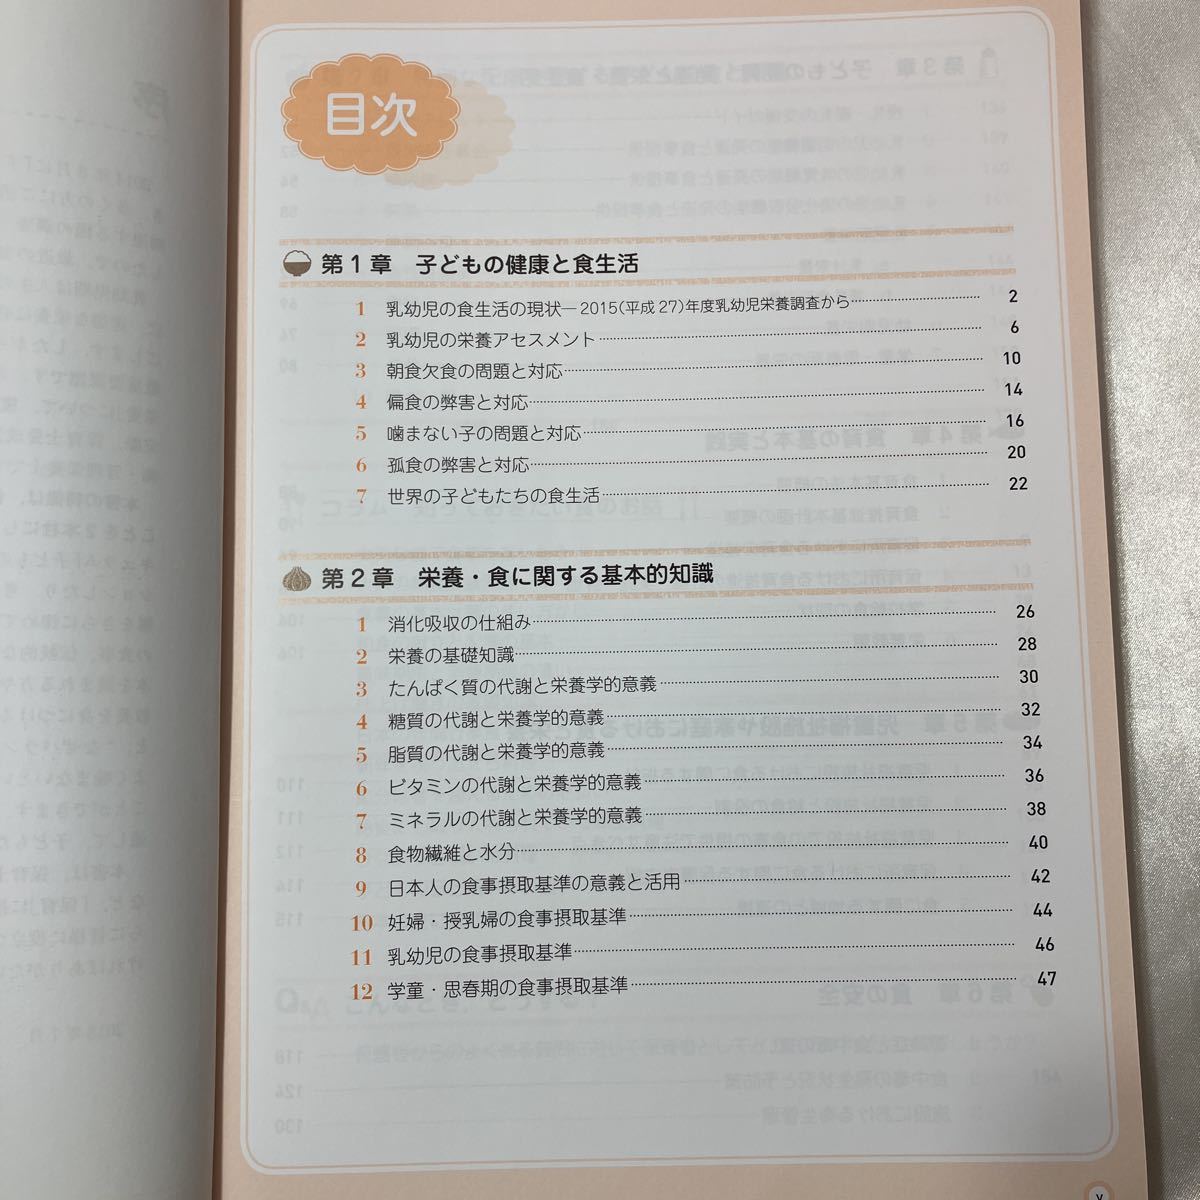 目次
第1章 子どもの健康と食生活
1 乳幼児の食生活の現状―2015(平成27)年度乳幼児栄養調査から 2
2 乳幼児の栄養アセスメント 6
3 朝食欠食の問題と対応 10
4 偏食の弊害と対応 14
5 噛まない子の問題と対応 16
6 孤食の弊害と対応 20
7 世界の子どもたちの食生活 22
第2章 栄養・食に関する基本的知識
1 消化吸収の仕組み 26
2 栄養の基礎知識 28
3 たんぱく質の代謝と栄養学的意義 30
4 糖質の代謝と栄養学的意義 32
5 脂質の代謝と栄養学的意義 34
6 ビタミンの代謝と栄養学的意義 36
7 ミネラルの代謝と栄養学的意義 38
8 食物繊維と水分 40
9 日本人の食事摂取基準の意義と活用 42
10 妊婦・授乳婦の食事摂取基準 44
11 乳幼児の食事摂取基準 46
12 学童・思春期の食事摂取基準 47
v